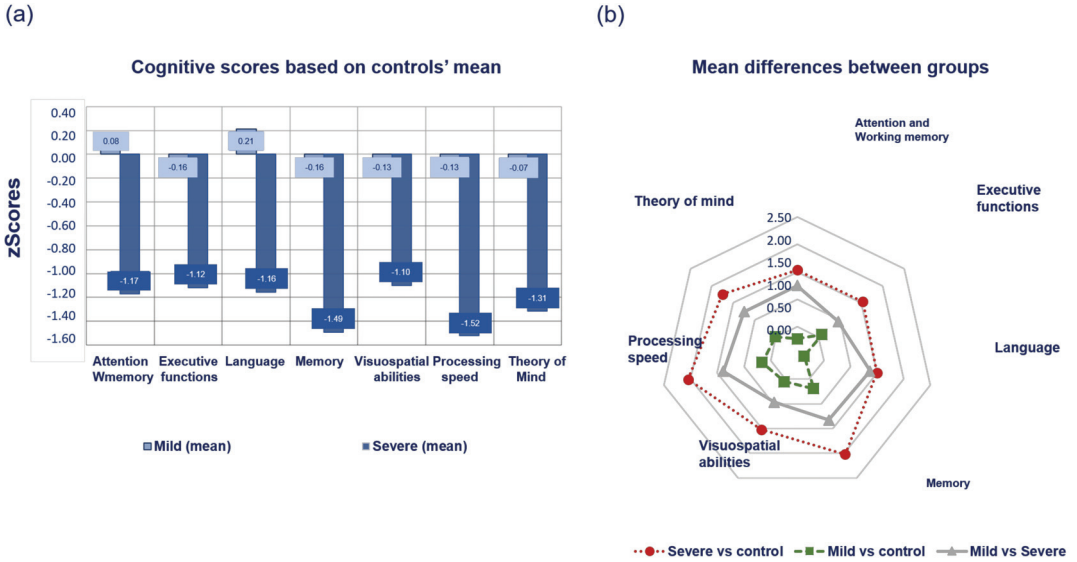 (a)
Cognitive scores based on controls' mean
zScores
0.40
0.20
0.00
-0.20
-0.40
-0.60
-0.80
-1.00
-1.20
-1.40
-1.60
0.08
-0.16
0.21
-0.16
-0.13
-0.13
-0.07
-1.17
-1.12
-1.16
-1.49
-1.10
-1.52
-1.31
Attention
Wmemory
Executive
functions
Language
Memory
Visuospatial
abilities
Processing
speed
Theory of
Mind
Mild (mean)
Severe (mean)
(b)
Mean differences between groups
Attention and
Working memory
Executive
functions
Language
Memory
Visuospatial
abilities
Processing
speed
Theory of mind
2.50
2.00
1.50
1.00
0.50
0.00
Severe vs control
Mild vs control
Mild vs Severe